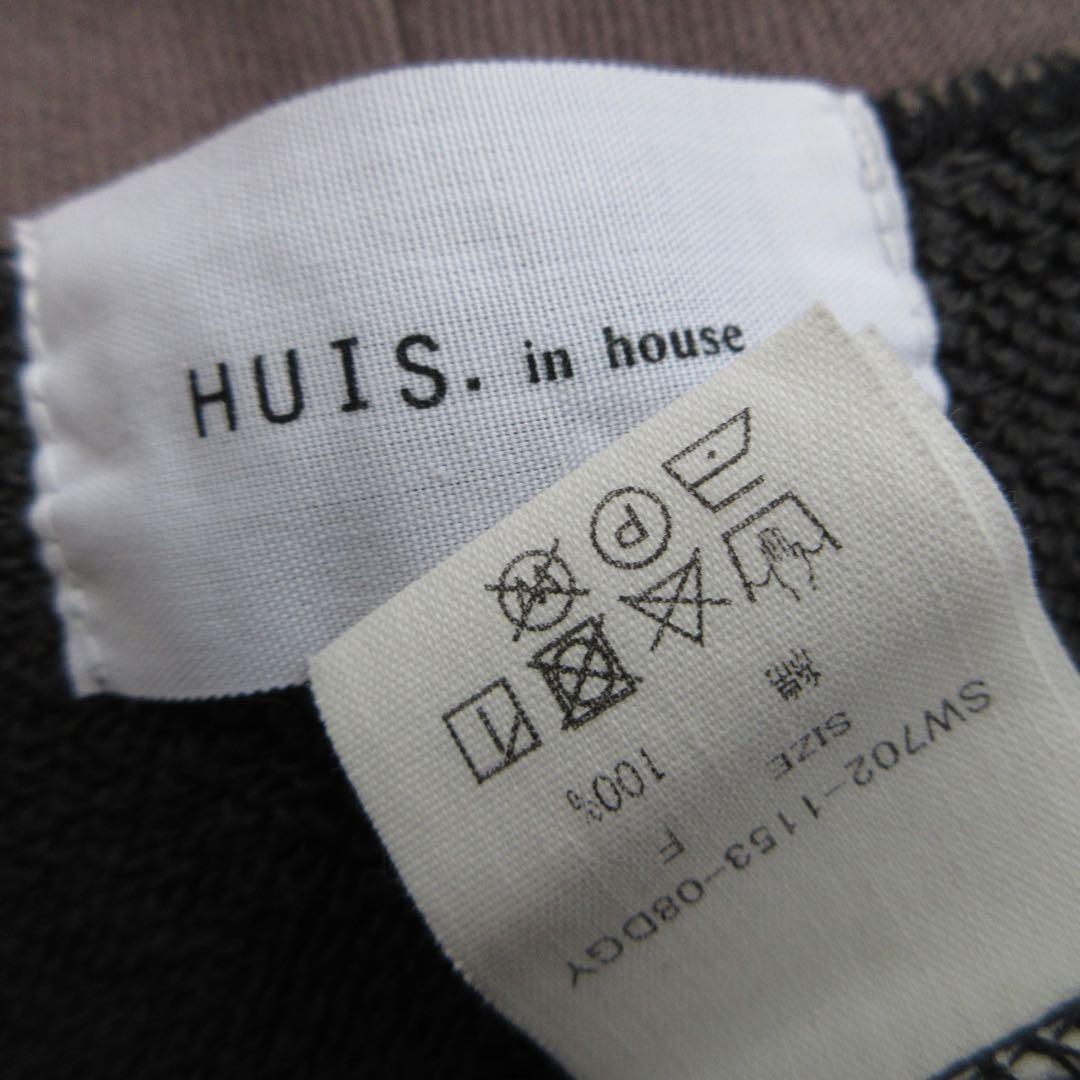 HUIS. in house
SW702-1153-08DGY
SIZE F
綿 100%
P
W